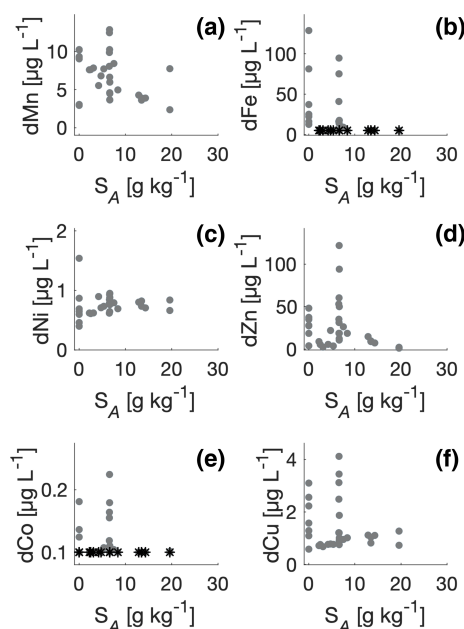 (a)
dMn [µg L⁻¹]
10
5
0
0 10 20 30
S_A [g kg⁻¹]
(b)
dFe [µg L⁻¹]
100
50
0
0 10 20 30
S_A [g kg⁻¹]
(c)
dNi [µg L⁻¹]
2
1
0
0 10 20 30
S_A [g kg⁻¹]
(d)
dZn [µg L⁻¹]
100
50
0
0 10 20 30
S_A [g kg⁻¹]
(e)
dCo [µg L⁻¹]
0.2
0.1
0 10 20 30
S_A [g kg⁻¹]
(f)
dCu [µg L⁻¹]
4
2
0
0 10 20 30
S_A [g kg⁻¹]